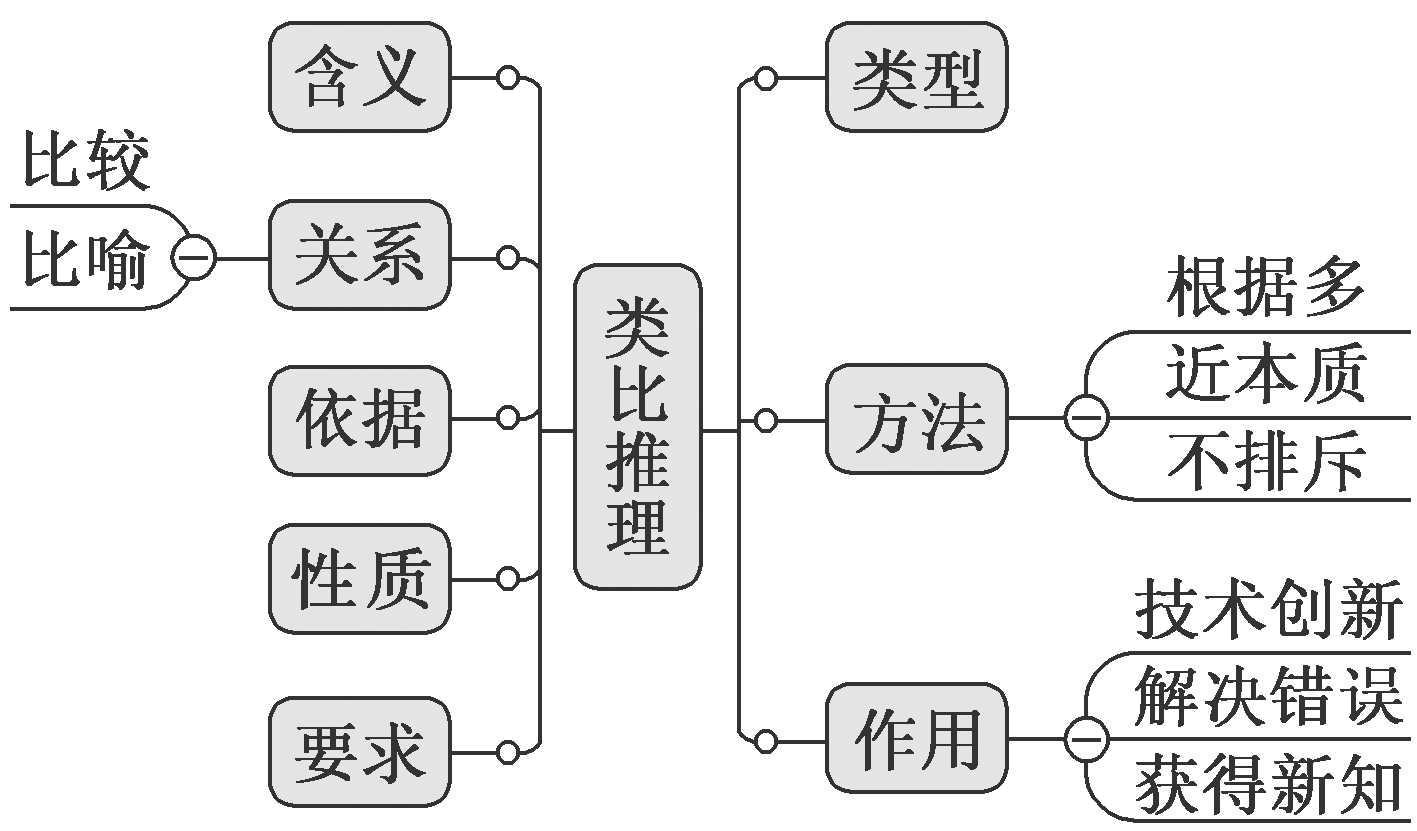 类比推理
含义
关系
比较
比喻
依据
性质
要求
类型
方法
根据多
近本质
不排斥
作用
技术创新
解决错误
获得新知